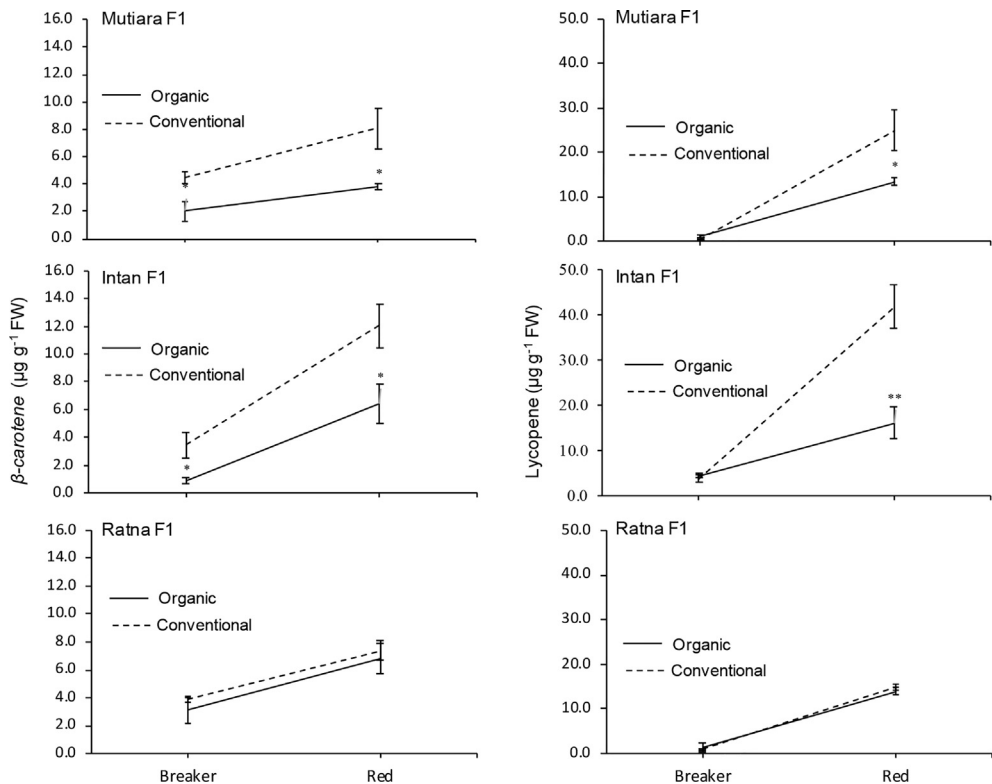 Mutiara F1
16.0
14.0
12.0
10.0
8.0
6.0
4.0
2.0
0.0
Organic
Conventional
*
*
Mutiara F1
50.0
40.0
30.0
20.0
10.0
0.0
Organic
Conventional
*
β-carotene (μg g⁻¹ FW)
Intan F1
16.0
14.0
12.0
10.0
8.0
6.0
4.0
2.0
0.0
Organic
Conventional
*
*
Lycopene (μg g⁻¹ FW)
Intan F1
50.0
40.0
30.0
20.0
10.0
0.0
Organic
Conventional
**
Ratna F1
16.0
14.0
12.0
10.0
8.0
6.0
4.0
2.0
0.0
Organic
Conventional
Breaker Red
Ratna F1
50.0
40.0
30.0
20.0
10.0
0.0
Organic
Conventional
Breaker Red